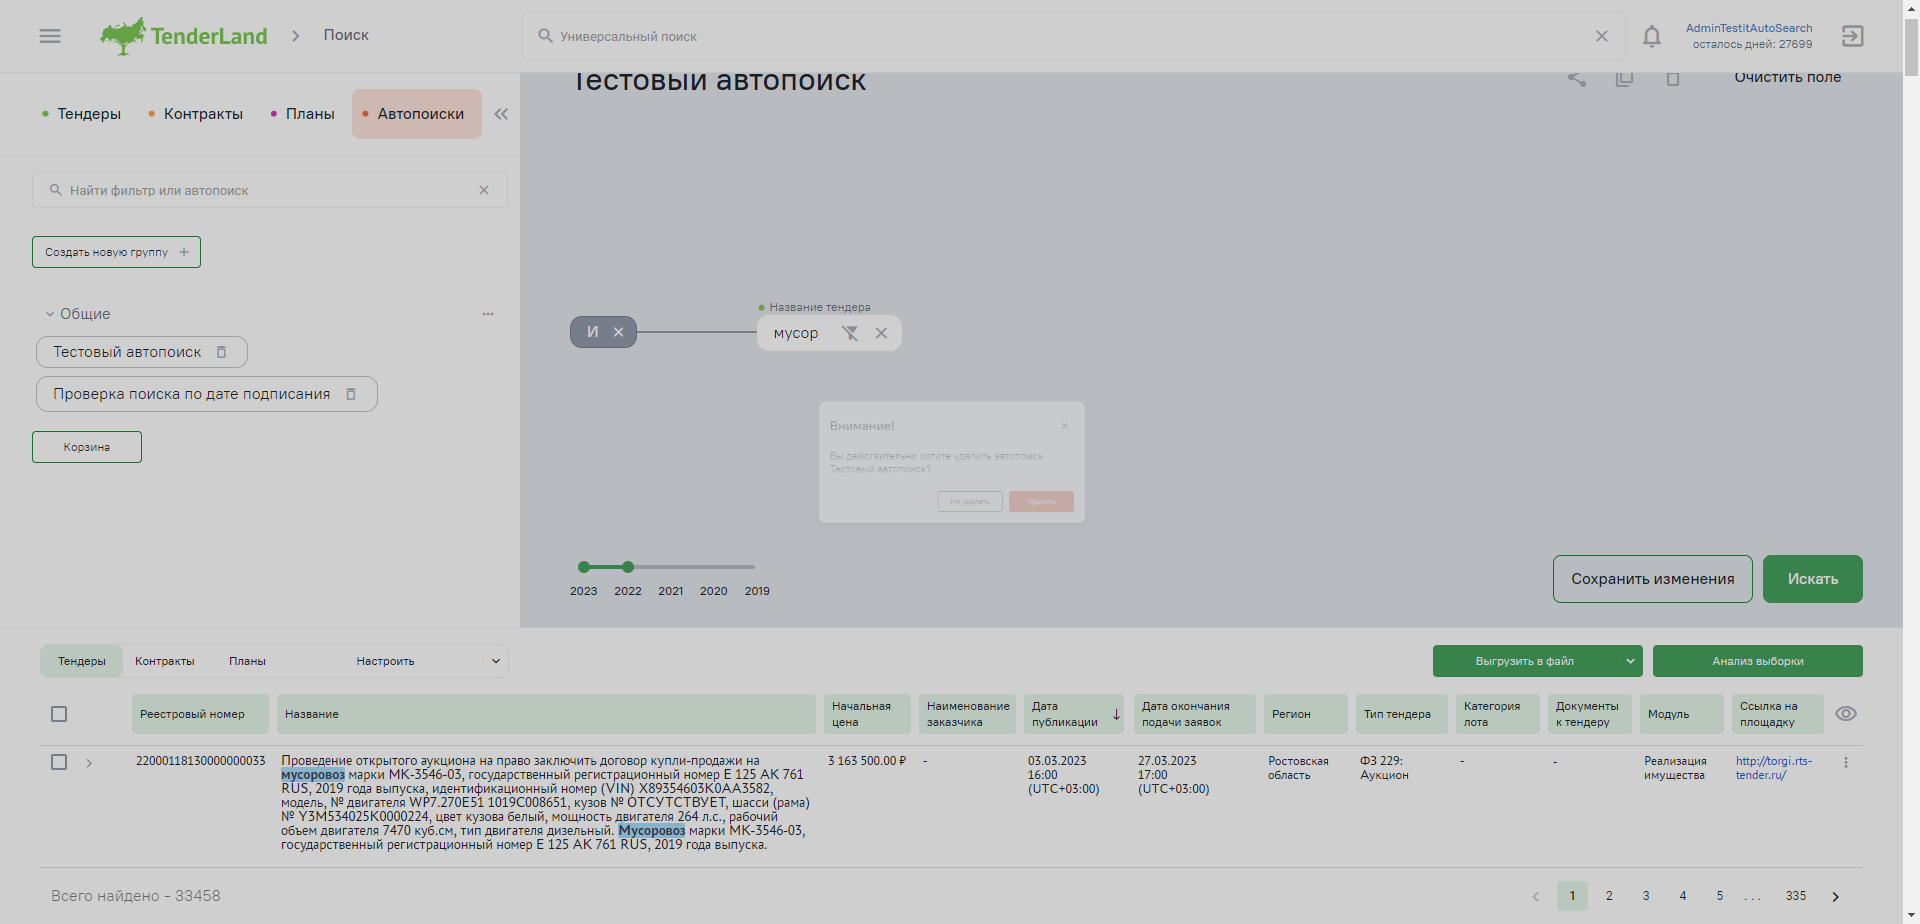 TenderLand
Поиск
Универсальный поиск
AdminTestitAutoSearch
осталось дней: 27699
Тендеры
Контракты
Планы
Автопоиски
Тестовый автопоиск
Очистить поле
Найти фильтр или автопоиск
Создать новую группу
Общие
Тестовый автопоиск
Проверка поиска по дате подписания
Корзина
Название тендера
И
мусор
Внимание!
Вы действительно хотите удалить автопоиск
Тестовый автопоиск?
Не удалять
Удалить
2023 2022 2021 2020 2019
Сохранить изменения
Искать
Тендеры
Контракты
Планы
Настроить
Выгрузить в файл
Анализ выборки
Реестровый номер
Название
Начальная
цена
Наименование
заказчика
Дата
публикации
Дата окончания
подачи заявок
Регион
Тип тендера
Категория
лота
Документы
к тендеру
Модуль
Ссылка на
площадку
22000118130000000033
Проведение открытого аукциона на право заключить договор купли-продажи на
мусоровоз марки МК-3546-03, государственный регистрационный номер Е 125 АК 761
RUS, 2019 года выпуска, идентификационный номер (VIN) X89354603K0AA3582,
модель, № двигателя WP7.270E51 1019C008651, кузов № ОТСУТСТВУЕТ, шасси (рама)
№ Y3M534025K0000224, цвет кузова белый, мощность двигателя 264 л.с., рабочий
объем двигателя 7470 куб.см, тип двигателя дизельный. Мусоровоз марки МК-3546-03,
государственный регистрационный номер Е 125 АК 761 RUS, 2019 года выпуска.
3 163 500.00 ₽
-
03.03.2023
16:00
(UTC+03:00)
27.03.2023
17:00
(UTC+03:00)
Ростовская
область
ФЗ 229:
Аукцион
-
-
Реализация
имущества
http://torgi.rts-
tender.ru/
Всего найдено - 33458
1 2 3 4 5 ... 335